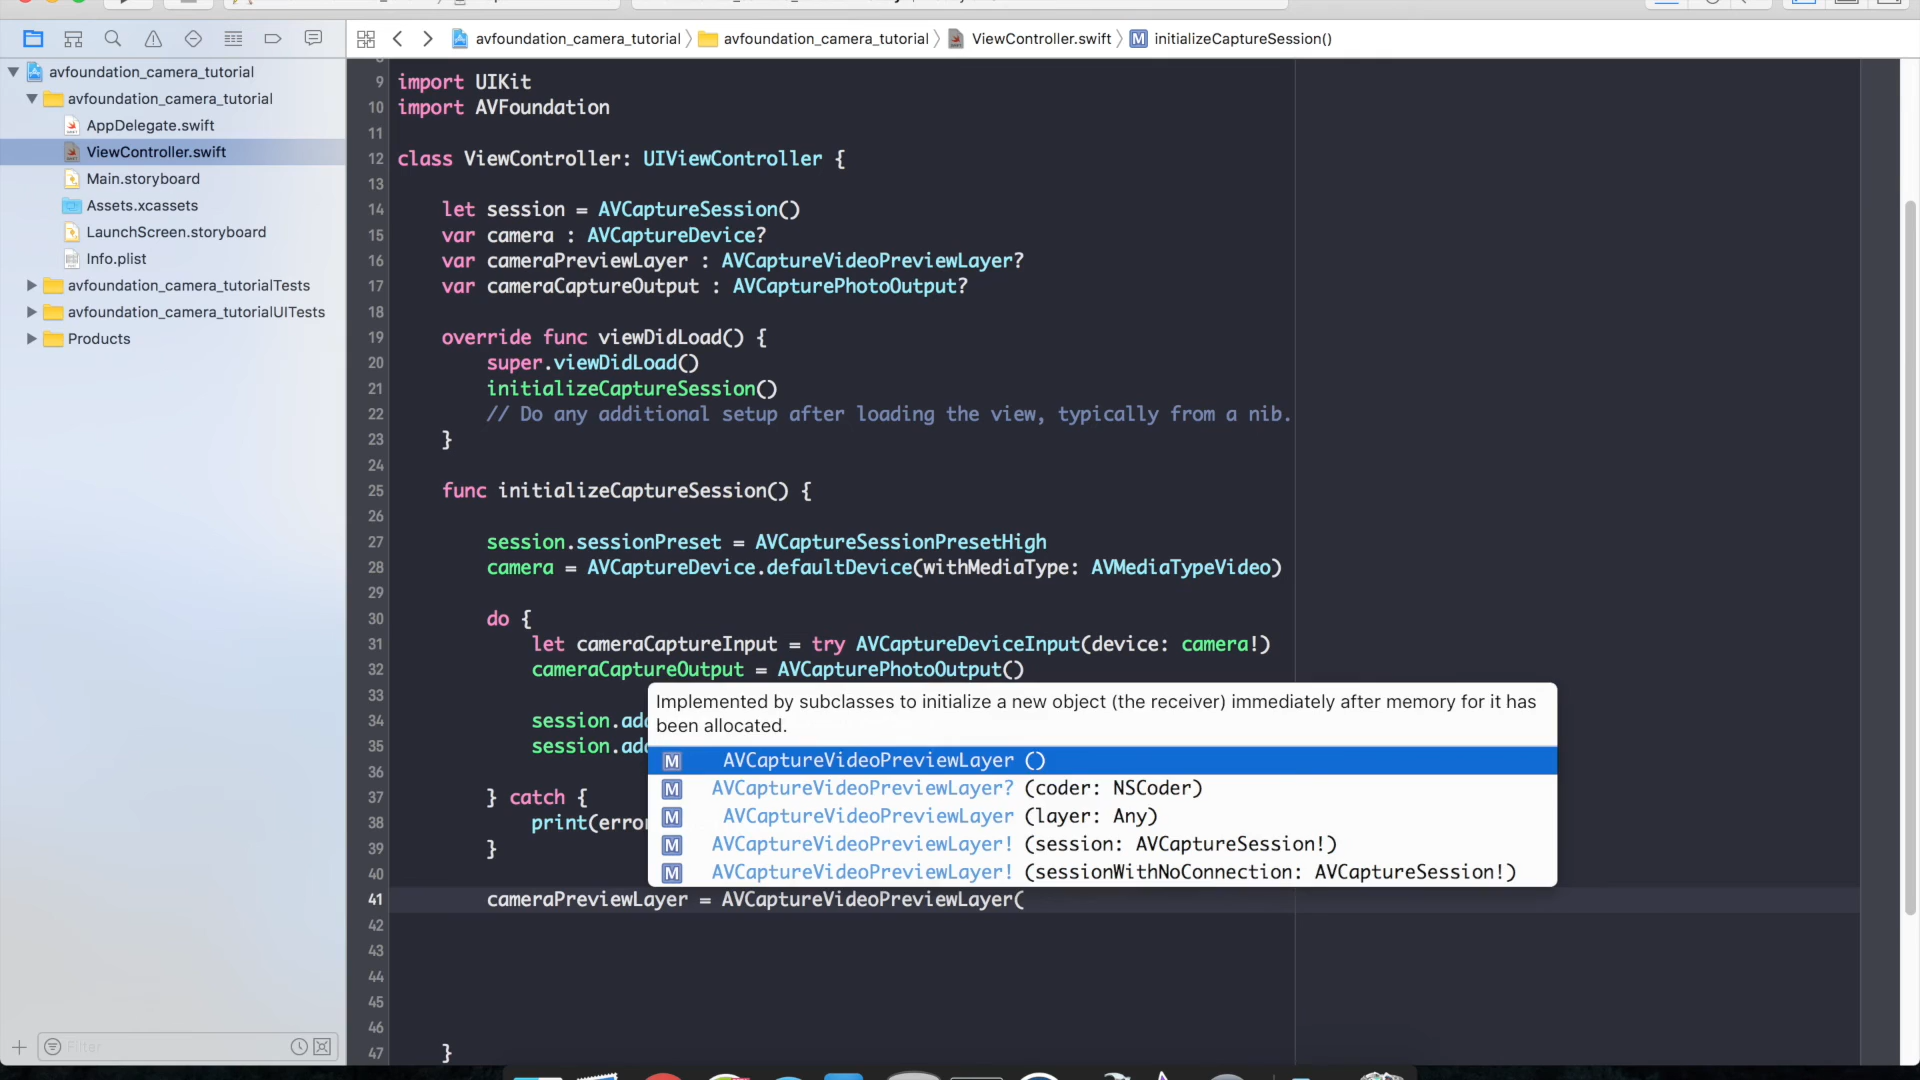 avfoundation_camera_tutorial
avfoundation_camera_tutorial
ViewController.swift
initializeCaptureSession()
avfoundation_camera_tutorial
avfoundation_camera_tutorial
AppDelegate.swift
ViewController.swift
Main.storyboard
Assets.xcassets
LaunchScreen.storyboard
Info.plist
avfoundation_camera_tutorialTests
avfoundation_camera_tutorialUITests
Products
Filter
9 import UIKit
10 import AVFoundation
11
12 class ViewController: UIViewController {
13
14 let session = AVCaptureSession()
15 var camera : AVCaptureDevice?
16 var cameraPreviewLayer : AVCaptureVideoPreviewLayer?
17 var cameraCaptureOutput : AVCapturePhotoOutput?
18
19 override func viewDidLoad() {
20 super.viewDidLoad()
21 initializeCaptureSession()
22 // Do any additional setup after loading the view, typically from a nib.
23 }
24
25 func initializeCaptureSession() {
26
27 session.sessionPreset = AVCaptureSessionPresetHigh
28 camera = AVCaptureDevice.defaultDevice(withMediaType: AVMediaTypeVideo)
29
30 do {
31 let cameraCaptureInput = try AVCaptureDeviceInput(device: camera!)
32 cameraCaptureOutput = AVCapturePhotoOutput()
33
34 session.add
35 session.add
36
37 } catch {
38 print(error
39 }
40
41 cameraPreviewLayer = AVCaptureVideoPreviewLayer(
42
43
44
45
46
47 }
Implemented by subclasses to initialize a new object (the receiver) immediately after memory for it has
been allocated.
M AVCaptureVideoPreviewLayer ()
M AVCaptureVideoPreviewLayer? (coder: NSCoder)
M AVCaptureVideoPreviewLayer (layer: Any)
M AVCaptureVideoPreviewLayer! (session: AVCaptureSession!)
M AVCaptureVideoPreviewLayer! (sessionWithNoConnection: AVCaptureSession!)